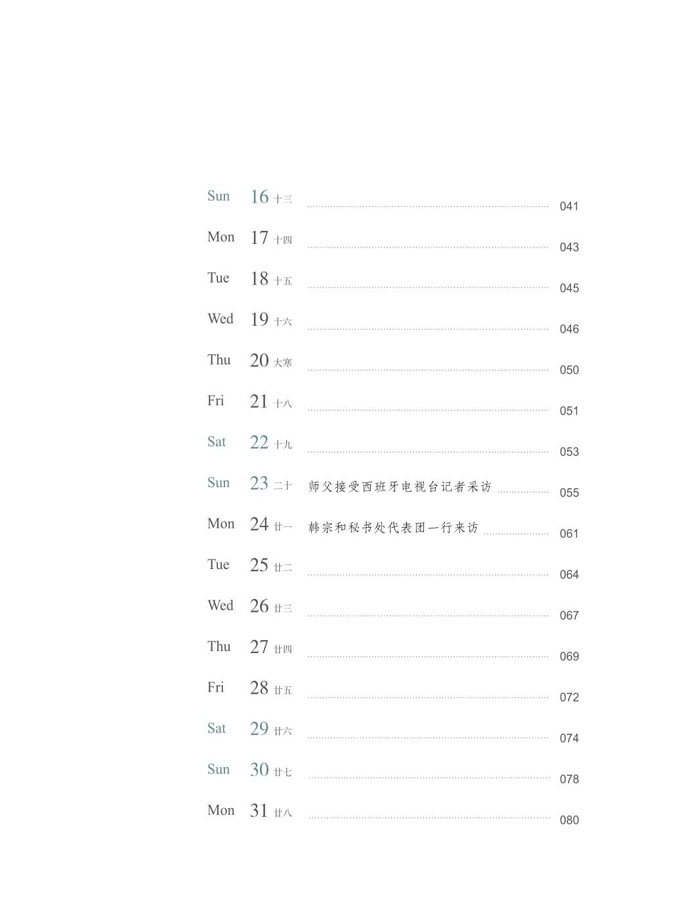 Sun 16 十三 041
Mon 17 十四 043
Tue 18 十五 045
Wed 19 十六 046
Thu 20 大寒 050
Fri 21 十八 051
Sat 22 十九 053
Sun 23 二十 师父接受西班牙电视台记者采访 055
Mon 24 廿一 韩宗和秘书处代表团一行来访 061
Tue 25 廿二 064
Wed 26 廿三 067
Thu 27 廿四 069
Fri 28 廿五 072
Sat 29 廿六 074
Sun 30 廿七 078
Mon 31 廿八 080